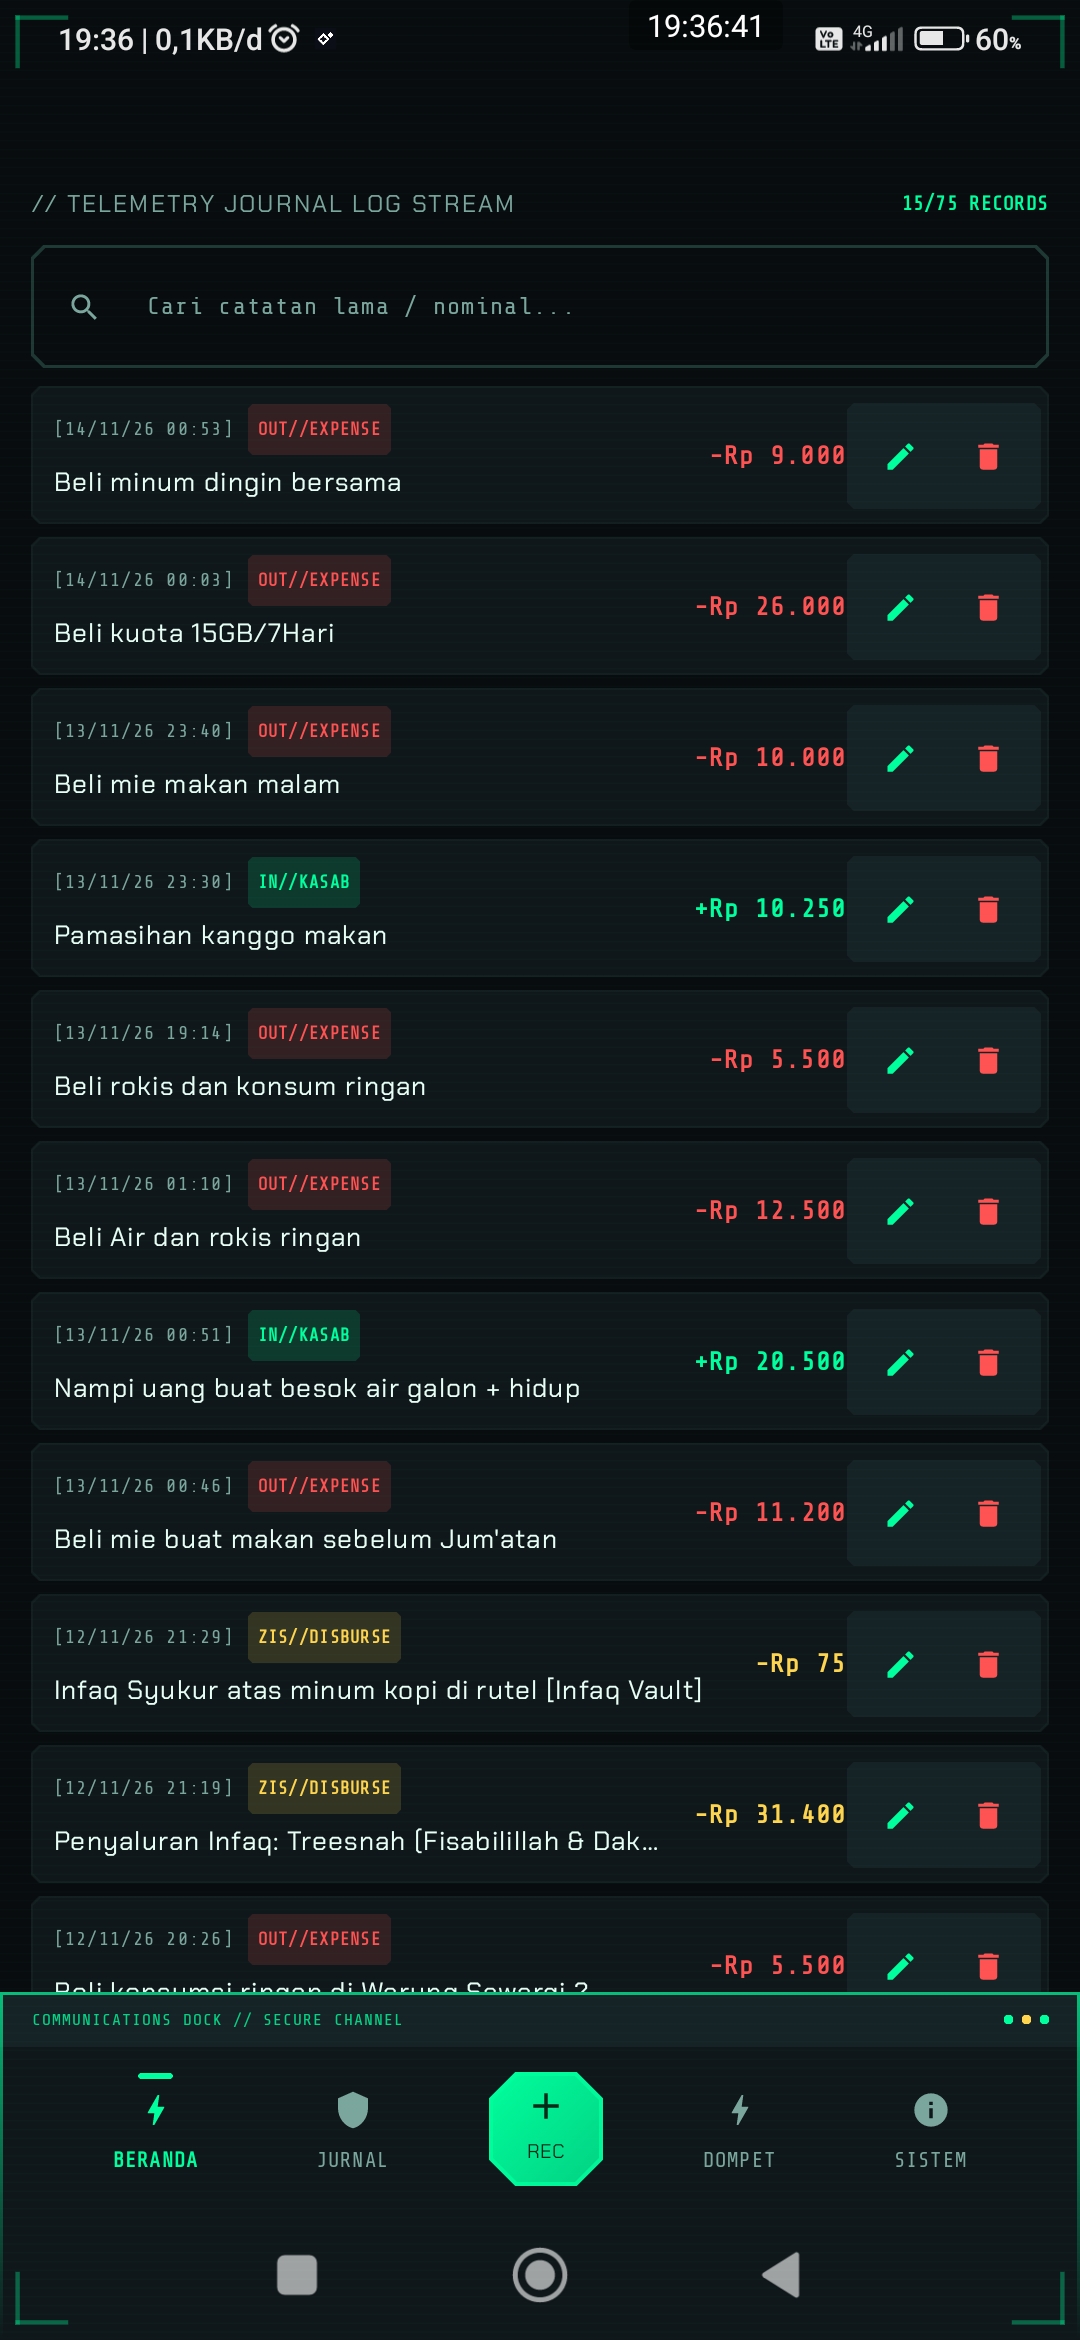 19:36 | 0,1KB/d
19:36:41
Vo LTE
4G
60%
// TELEMETRY JOURNAL LOG STREAM
15/75 RECORDS
Cari catatan lama / nominal...
[14/11/26 00:53] OUT//EXPENSE
Beli minum dingin bersama
-Rp 9.000
[14/11/26 00:03] OUT//EXPENSE
Beli kuota 15GB/7Hari
-Rp 26.000
[13/11/26 23:40] OUT//EXPENSE
Beli mie makan malam
-Rp 10.000
[13/11/26 23:30] IN//KASAB
Pamasihan kanggo makan
+Rp 10.250
[13/11/26 19:14] OUT//EXPENSE
Beli rokis dan konsum ringan
-Rp 5.500
[13/11/26 01:10] OUT//EXPENSE
Beli Air dan rokis ringan
-Rp 12.500
[13/11/26 00:51] IN//KASAB
Nampi uang buat besok air galon + hidup
+Rp 20.500
[13/11/26 00:46] OUT//EXPENSE
Beli mie buat makan sebelum Jum'atan
-Rp 11.200
[12/11/26 21:29] ZIS//DISBURSE
Infaq Syukur atas minum kopi di rutel [Infaq Vault]
-Rp 75
[12/11/26 21:19] ZIS//DISBURSE
Penyaluran Infaq: Treesnah (Fisabilillah & Dak...
-Rp 31.400
[12/11/26 20:26] OUT//EXPENSE
Beli konsumsi ringan di Warung Sawargi 2
-Rp 5.500
COMMUNICATIONS DOCK // SECURE CHANNEL
BERANDA
JURNAL
+
REC
DOMPET
SISTEM